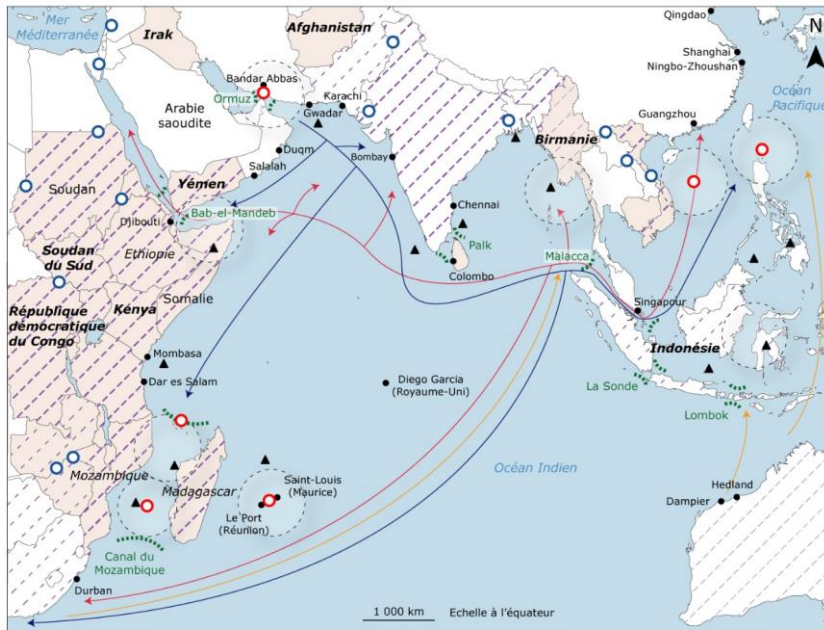 Mer
Méditerranée
Irak
Afghanistan
Qingdao
N
Shanghai
Ningbo-Zhoushan
Océan
Pacifique
Bandar Abbas
Ormuz
Karachi
Gwadar
Arabie
saoudite
Guangzhou
Birmanie
Duqm
Salalah
Bombay
Soudan
Yémen
Chennai
Djibouti
Bab-el-Mandeb
Palk
Ethiopie
Colombo
Malacca
Soudan
du Sud
Somalie
Singapour
République
démocratique
du Congo
Kenya
Indonésie
Mombasa
Dar es Salam
Diego Garcia
(Royaume-Uni)
La Sonde
Lombok
Océan Indien
Mozambique
Madagascar
Saint-Louis
(Maurice)
Le Port
(Réunion)
Hedland
Dampier
Canal du
Mozambique
Durban
1 000 km
Echelle à l'équateur